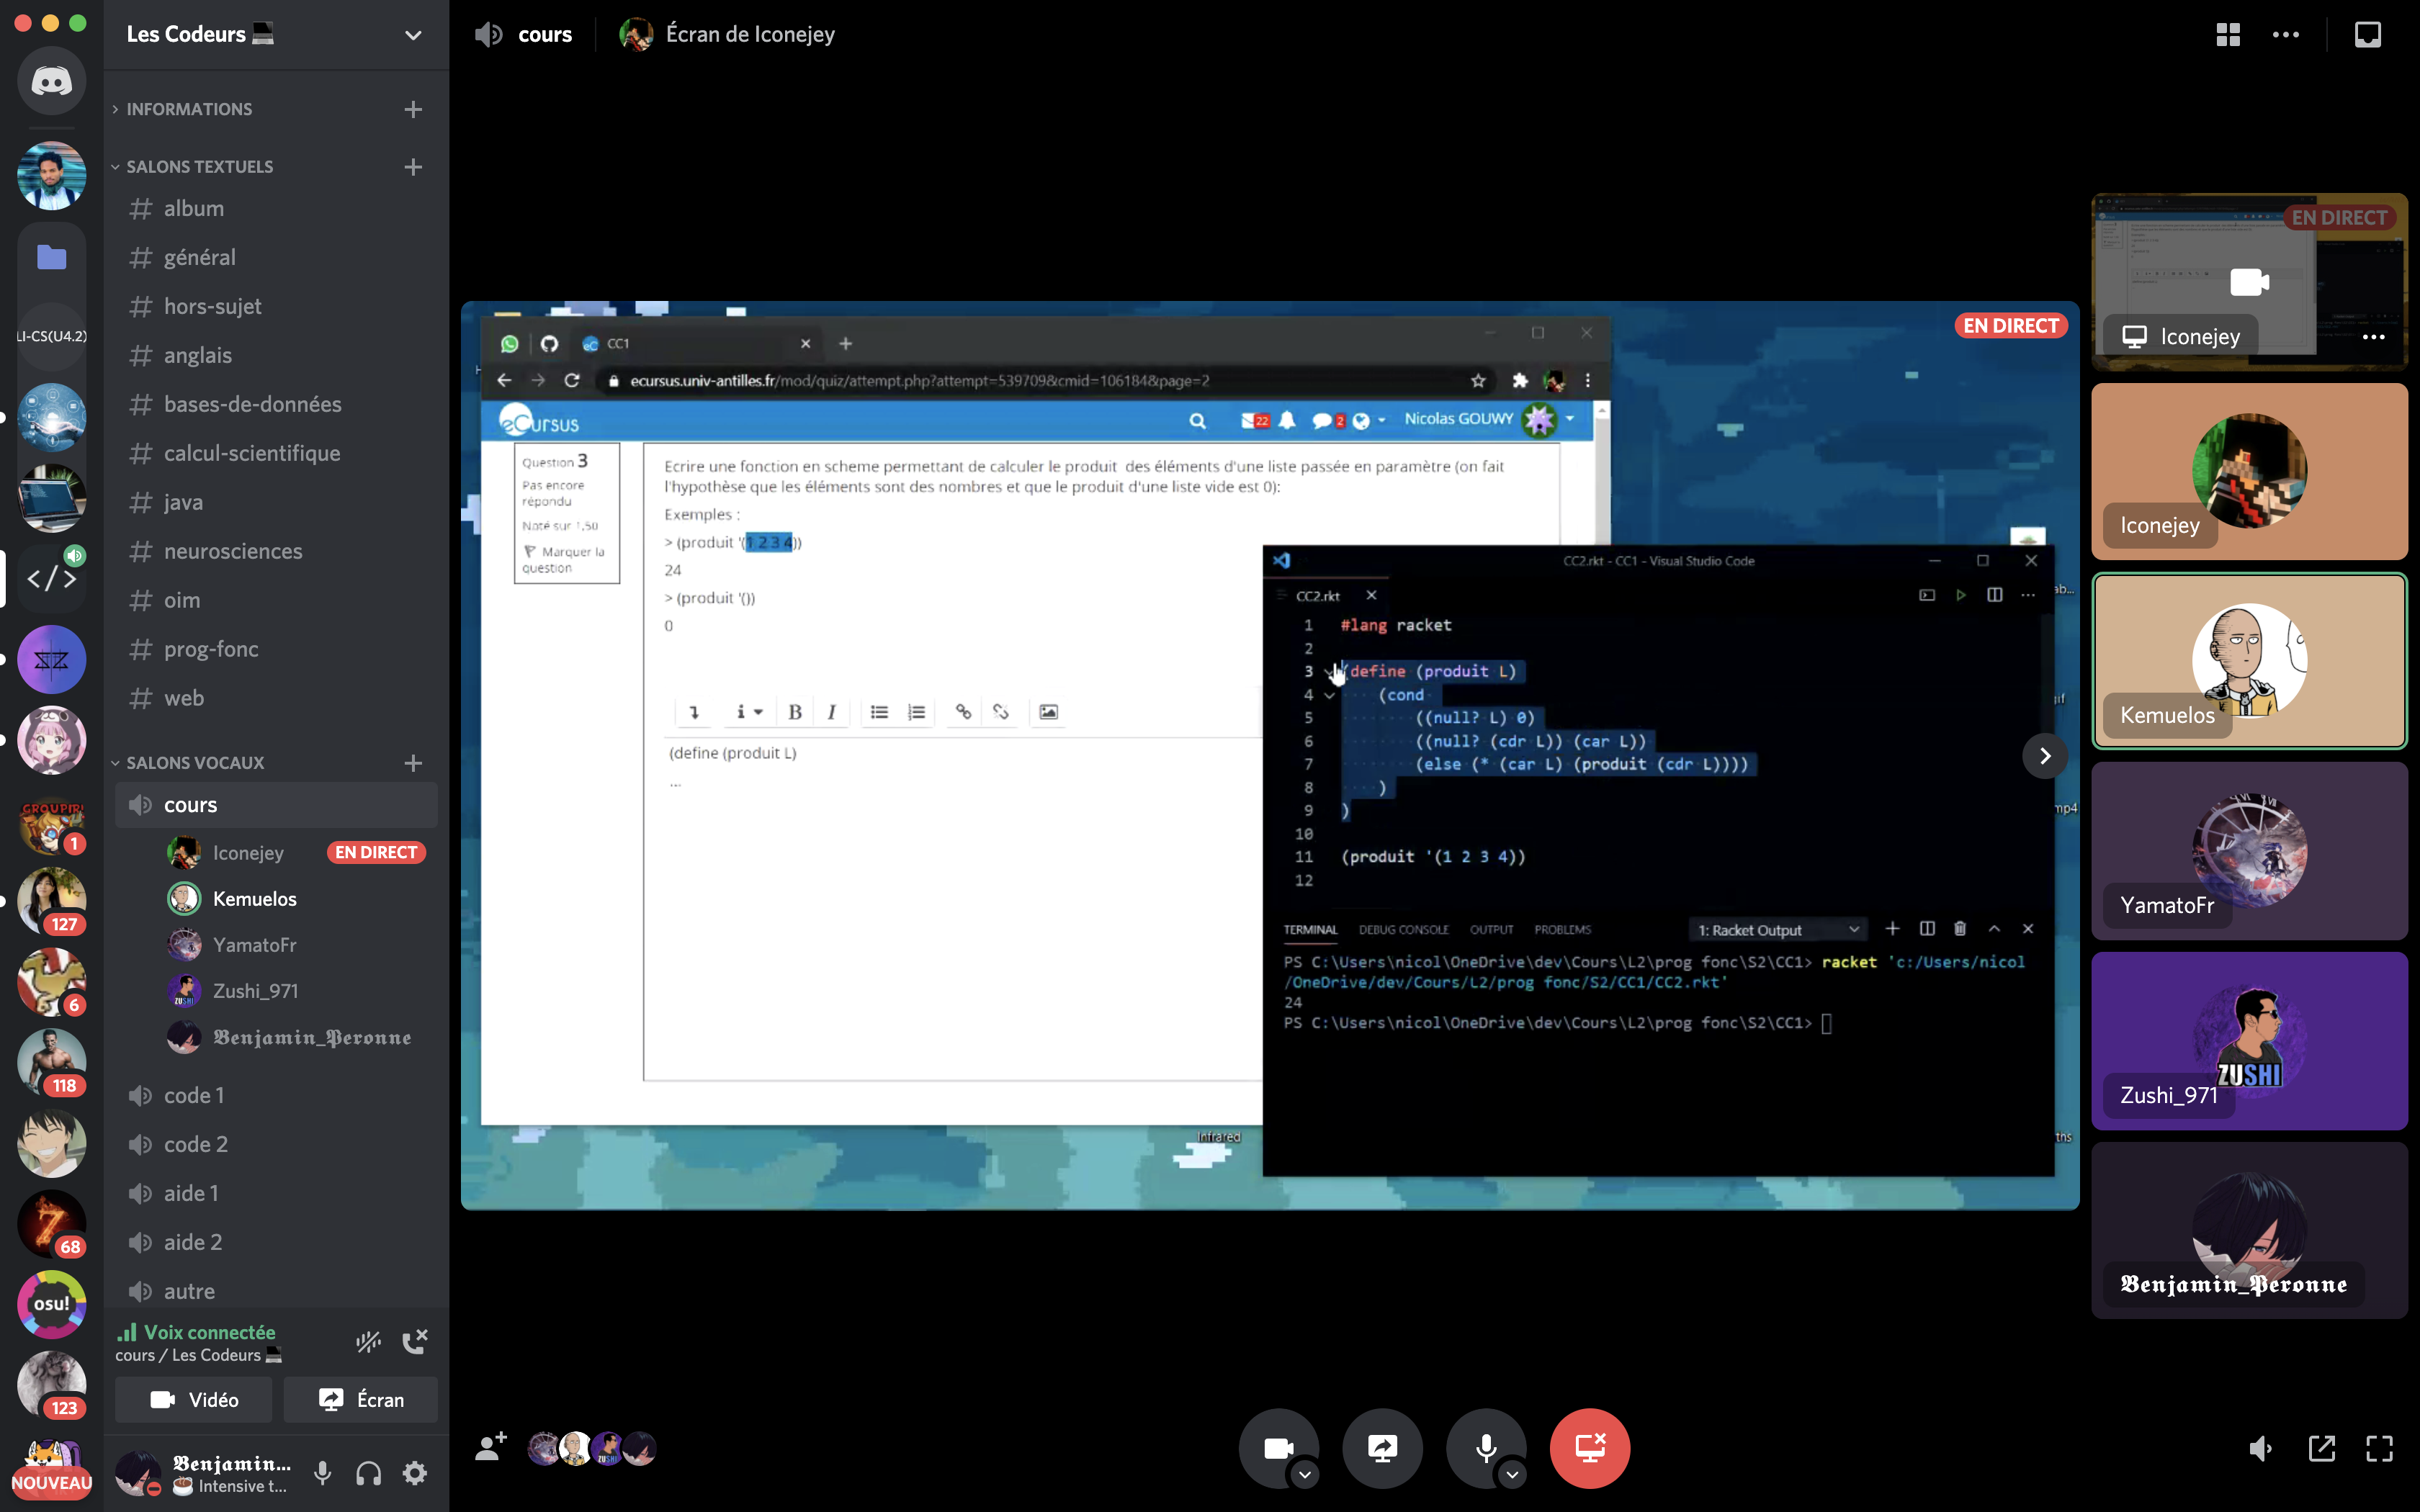 Les Codeurs
INFORMATIONS
SALONS TEXTUELS
# album
# général
# hors-sujet
# anglais
# bases-de-données
# calcul-scientifique
# java
# neurosciences
# oim
# prog-fonc
# web
SALONS VOCAUX
cours
Iconejey EN DIRECT
Kemuelos
YamatoFr
Zushi_971
𝕭𝖊𝖓𝖏𝖆𝖒𝖎𝖓_𝕻𝖊𝖗𝖔𝖓𝖓𝖊
code 1
code 2
aide 1
aide 2
autre
Voix connectée
cours / Les Codeurs
Vidéo Écran
𝕭𝖊𝖓𝖏𝖆𝖒𝖎𝖓...
Intensive t...
LI-CS(U4.2)
</>
GROUPIR!
1
127
6
118
7
68
osu!
123
NOUVEAU
cours Écran de Iconejey
EN DIRECT
CC1
ecursus.univ-antilles.fr/mod/quiz/attempt.php?attempt=539709&cmid=106184&page=2
eCursus 22 2 Nicolas GOUWY
Question 3
Pas encore
répondu
Noté sur 1,50
Marquer la
question
Ecrire une fonction en scheme permettant de calculer le produit des éléments d'une liste passée en paramètre (on fait
l'hypothèse que les éléments sont des nombres et que le produit d'une liste vide est 0):
Exemples :
> (produit '(1 2 3 4))
24
> (produit '())
0
i B I
(define (produit L)
...
Infrared
CC2.rkt - CC1 - Visual Studio Code
CC2.rkt
1 #lang racket
2
3 (define (produit L)
4 (cond
5 ((null? L) 0)
6 ((null? (cdr L)) (car L))
7 (else (* (car L) (produit (cdr L))))
8 )
9 )
10
11 (produit '(1 2 3 4))
12
TERMINAL DEBUG CONSOLE OUTPUT PROBLEMS 1: Racket Output
PS C:\Users\nicol\OneDrive\dev\Cours\L2\prog fonc\S2\CC1> racket 'c:/Users/nicol
/OneDrive/dev/Cours/L2/prog fonc/S2/CC1/CC2.rkt'
24
PS C:\Users\nicol\OneDrive\dev\Cours\L2\prog fonc\S2\CC1>
ab...
gif
mp4
ths
EN DIRECT
Iconejey
Iconejey
Kemuelos
YamatoFr
ZUSHI
Zushi_971
𝕭𝖊𝖓𝖏𝖆𝖒𝖎𝖓_𝕻𝖊𝖗𝖔𝖓𝖓𝖊